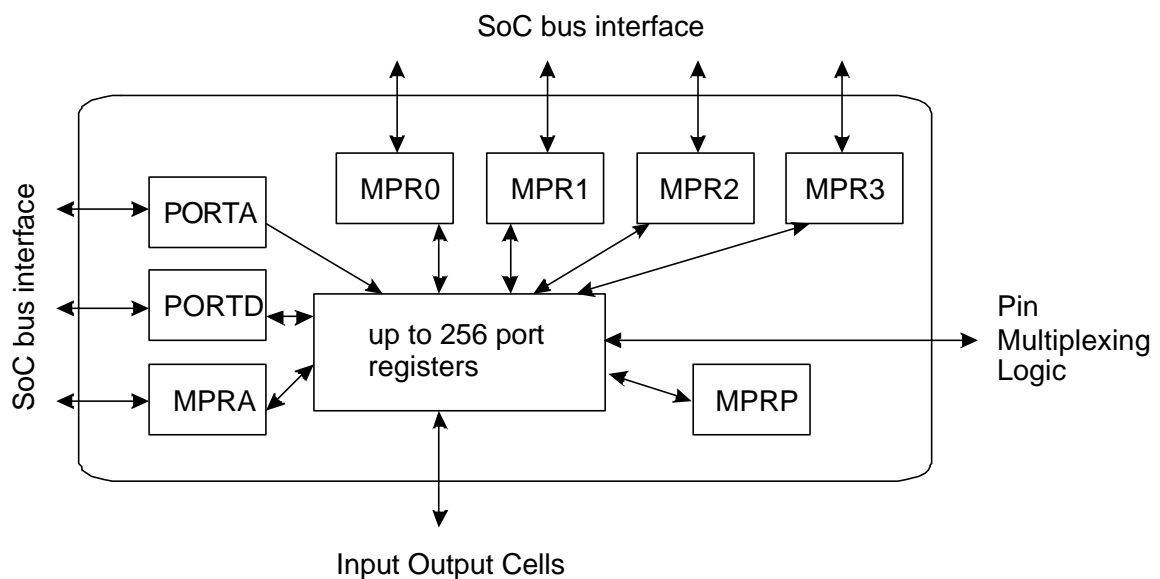 SoC bus interface
MPR0
MPR1
MPR2
MPR3
SoC bus interface
PORTA
PORTD
MPRA
up to 256 port
registers
MPRP
Pin
Multiplexing
Logic
Input Output Cells